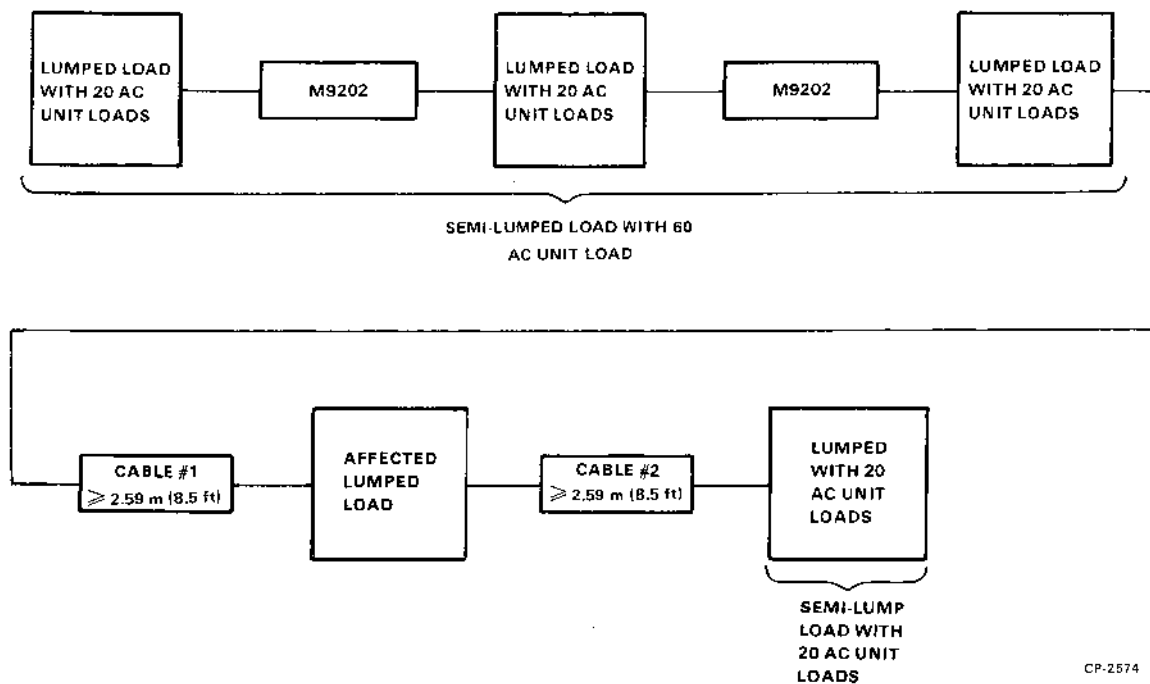 LUMPED LOAD
WITH 20 AC
UNIT LOADS
M9202
LUMPED LOAD
WITH 20 AC
UNIT LOADS
M9202
LUMPED LOAD
WITH 20 AC
UNIT LOADS
SEMI-LUMPED LOAD WITH 60
AC UNIT LOAD
CABLE #1
⩾ 2.59 m (8.5 ft)
AFFECTED
LUMPED
LOAD
CABLE #2
⩾ 2.59 m (8.5 ft)
LUMPED
WITH 20
AC UNIT
LOADS
SEMI-LUMP
LOAD WITH
20 AC UNIT
LOADS
CP-2574